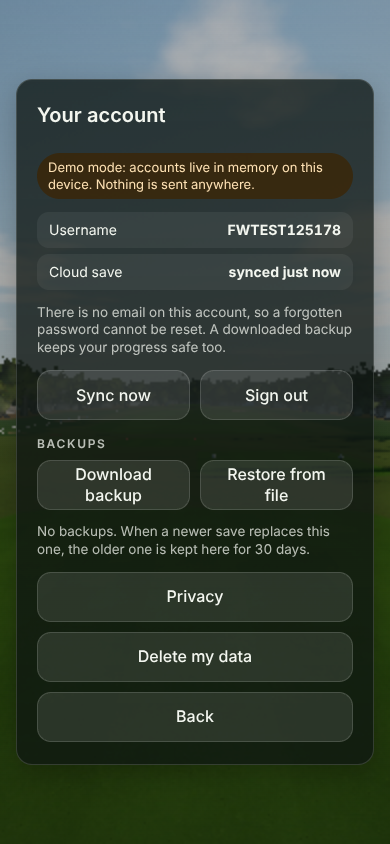 Your account
Demo mode: accounts live in memory on this
device. Nothing is sent anywhere.
Username FWTEST125178
Cloud save synced just now
There is no email on this account, so a forgotten
password cannot be reset. A downloaded backup
keeps your progress safe too.
Sync now Sign out
BACKUPS
Download
backup
Restore from
file
No backups. When a newer save replaces this
one, the older one is kept here for 30 days.
Privacy
Delete my data
Back